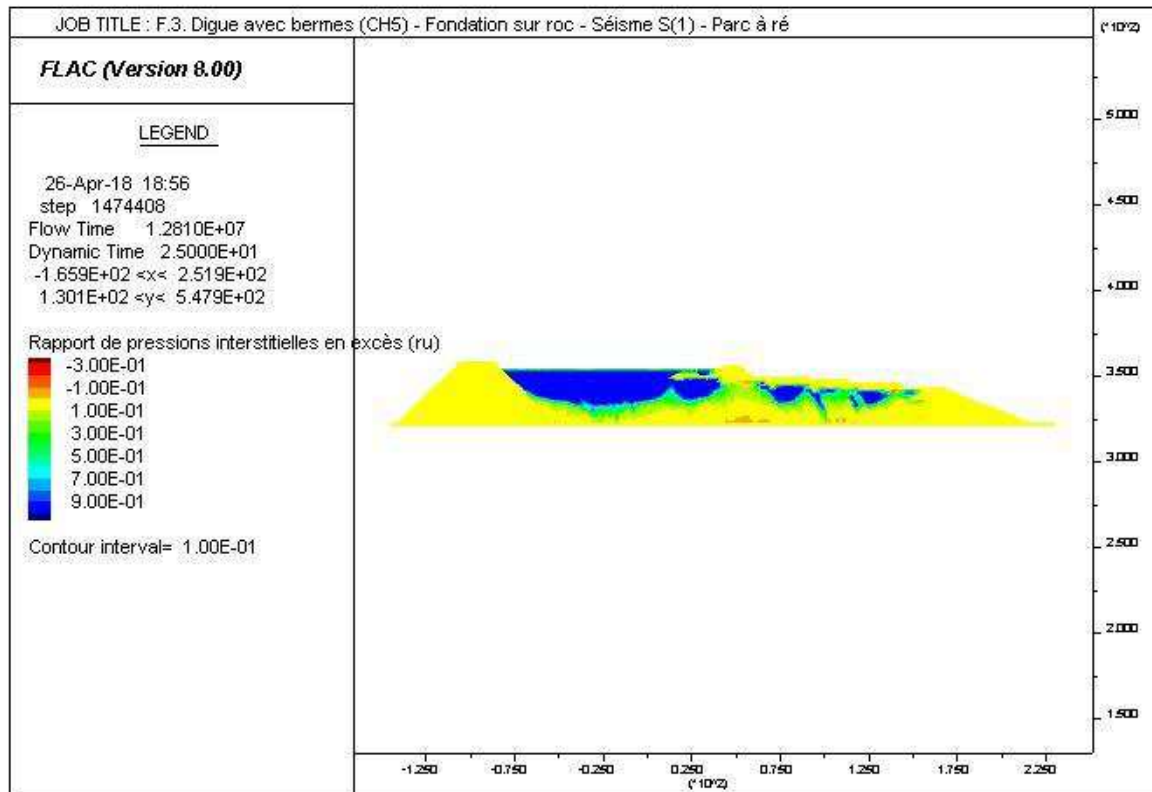 JOB TITLE : F.3. Digue avec bermes (CH5) - Fondation sur roc - Séisme S(1) - Parc à ré
(*10^2)
FLAC (Version 8.00)
LEGEND
26-Apr-18 18:56
step 1474408
Flow Time 1.2810E+07
Dynamic Time 2.5000E+01
-1.659E+02 <x< 2.519E+02
1.301E+02 <y< 5.479E+02
Rapport de pressions interstitielles en excès (ru)
-3.00E-01
-1.00E-01
1.00E-01
3.00E-01
5.00E-01
7.00E-01
9.00E-01
Contour interval= 1.00E-01
5.000
4.500
4.000
3.500
3.000
2.500
2.000
1.500
-1.250 -0.750 -0.250 0.250 0.750 1.250 1.750 2.250
(*10^2)